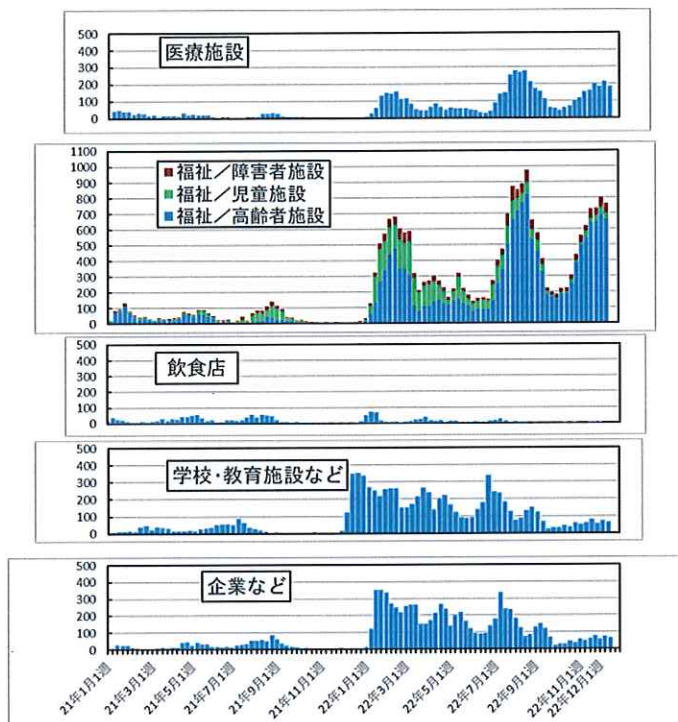 500
400
300
200
100
0
医療施設
1100
1000
900
800
700
600
500
400
300
200
100
0
福祉／障害者施設
福祉／児童施設
福祉／高齢者施設
500
400
300
200
100
0
飲食店
500
400
300
200
100
0
学校・教育施設など
500
400
300
200
100
0
企業など
21年1月1週
21年3月1週
21年5月1週
21年7月1週
21年9月1週
21年11月1週
22年1月1週
22年3月1週
22年5月1週
22年7月1週
22年9月1週
22年11月1週
22年12月1週